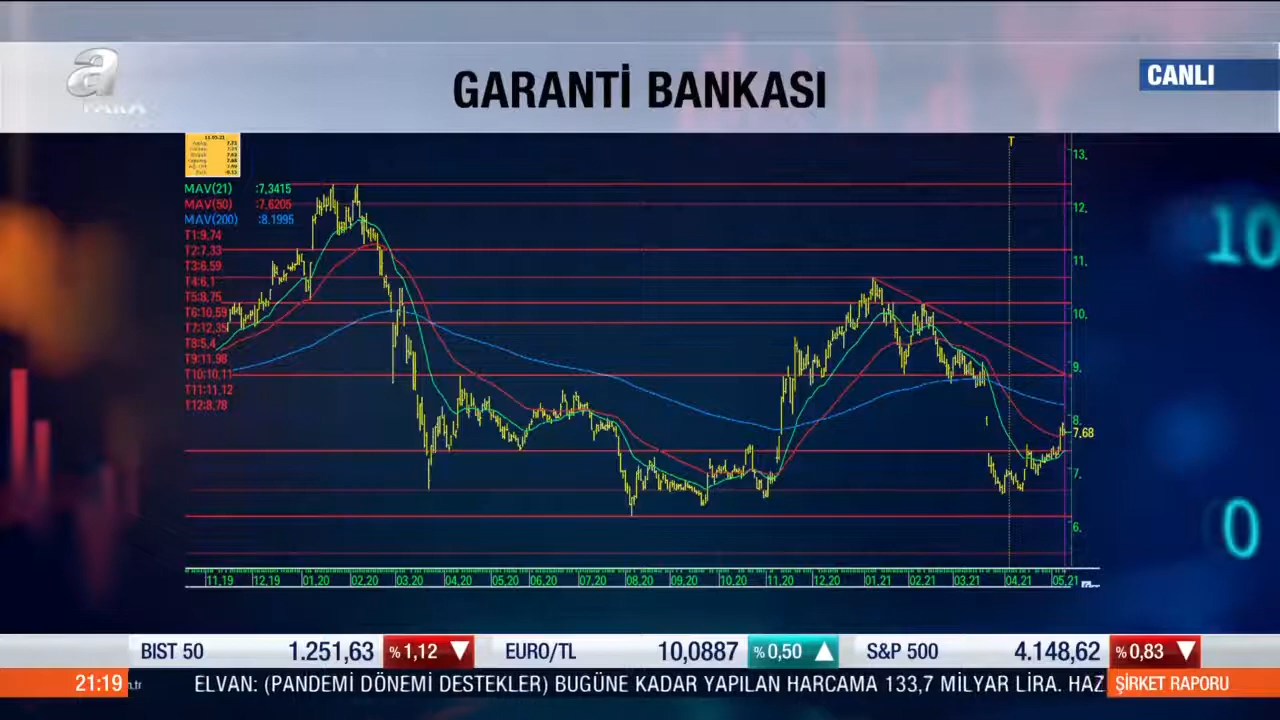 a
PARA
GARANTİ BANKASI
CANLI
MAV(21) :7,3415
MAV(50) :7,6205
MAV(200) :8.1995
T1:9,74
T2:7,33
T3:6,59
T4:6,1
T5:8,75
T6:10,59
T7:12,35
T8:5,4
T9:11,98
T10:10,11
T11:11,12
T12:8,78
T
13.
12.
11.
10.
9.
8.
7,68
7.
6.
11,19 12,19 01,20 02,20 03,20 04,20 05,20 06,20 07,20 08,20 09,20 10,20 11,20 12,20 01,21 02,21 03,21 04,21 05,21
10
0
BIST 50 1.251,63 %1,12 EURO/TL 10,0887 %0,50 S&P 500 4.148,62 %0,83
21:19 ELVAN: (PANDEMİ DÖNEMİ DESTEKLER) BUGÜNE KADAR YAPILAN HARCAMA 133,7 MİLYAR LİRA. HAZ ŞİRKET RAPORU